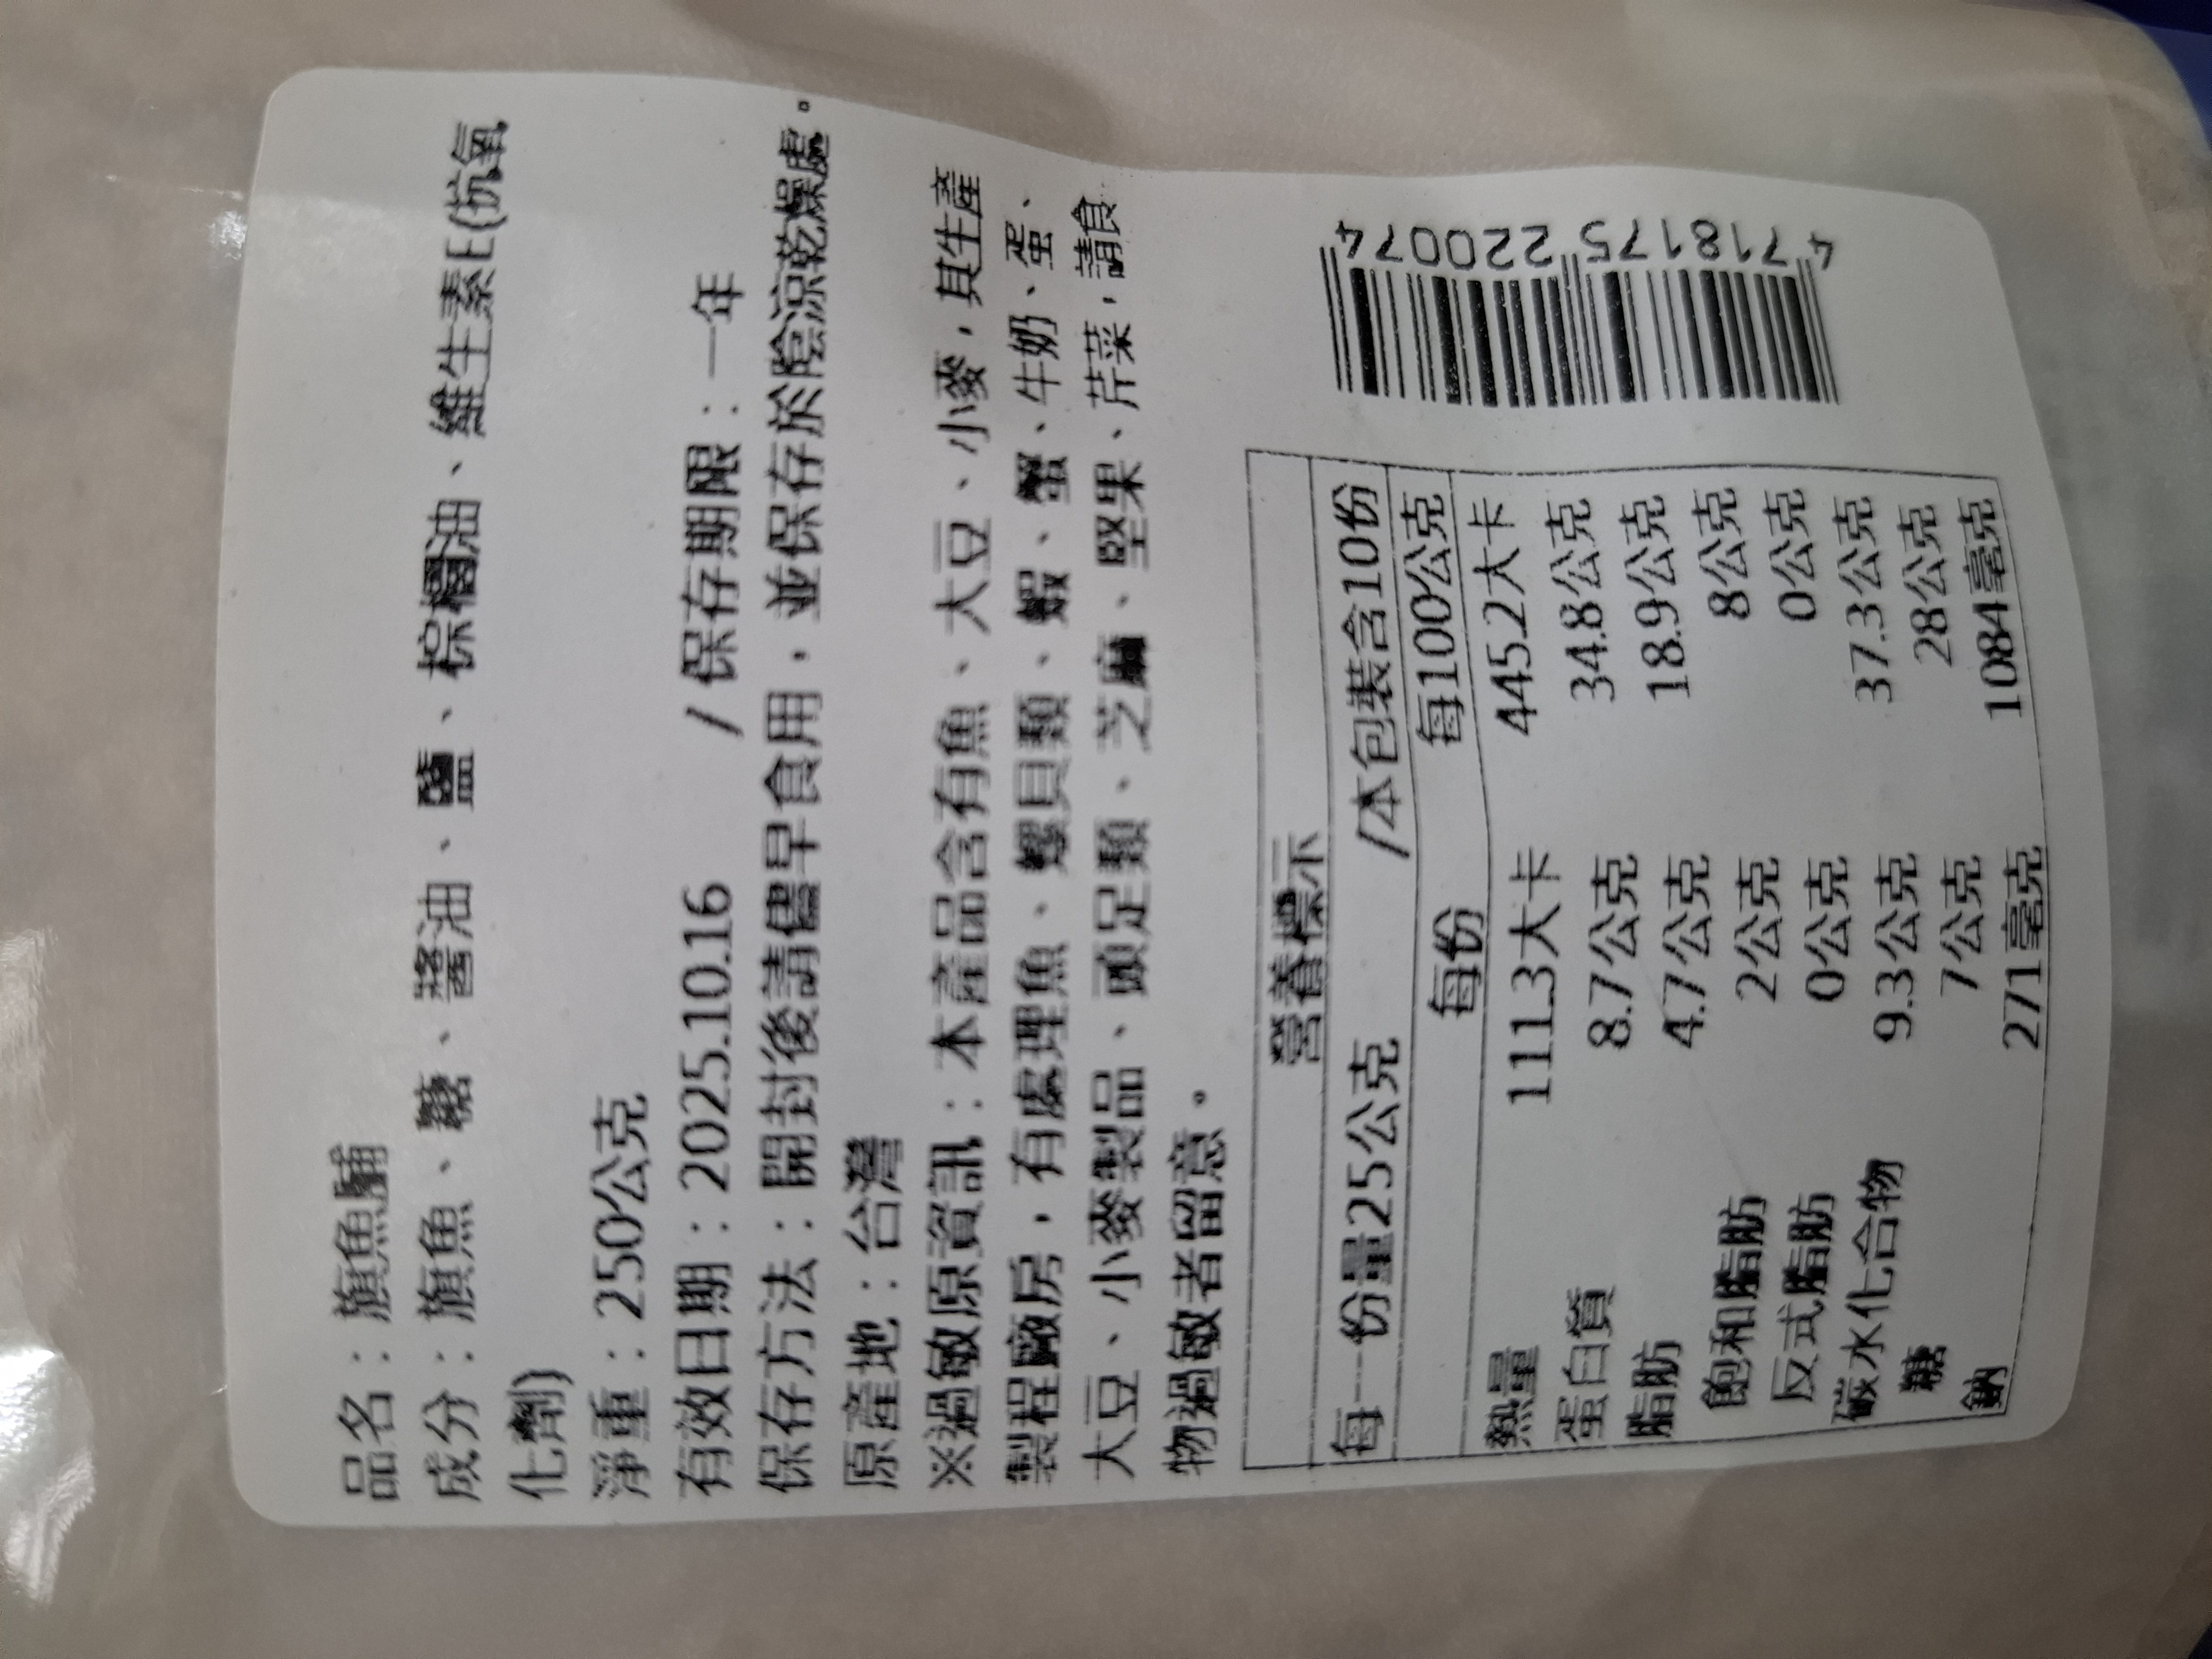 品名：旗魚脯
成分：旗魚、糖、醬油、鹽、棕櫚油、維生素E(抗氧
化劑)
淨重：250公克
有效日期：2025.10.16 /保存期限：一年
保存方法：開封後請儘早食用，並保存於陰涼乾燥處。
原產地：台灣
※過敏原資訊：本產品含有魚、大豆、小麥，其生產
製程廠房，有處理魚、螺貝類、蝦、蟹、牛奶、蛋、
大豆、小麥製品、頭足類、芝麻、堅果、芹菜，請食
物過敏者留意。
營養標示
每一份量25公克 /本包裝含10份
每份 每100公克
熱量 111.3大卡 445.2大卡
蛋白質 8.7公克 34.8公克
脂肪 4.7公克 18.9公克
飽和脂肪 2公克 8公克
反式脂肪 0公克 0公克
碳水化合物 9.3公克 37.3公克
糖 7公克 28公克
鈉 271毫克 1084毫克
4 718175 220074